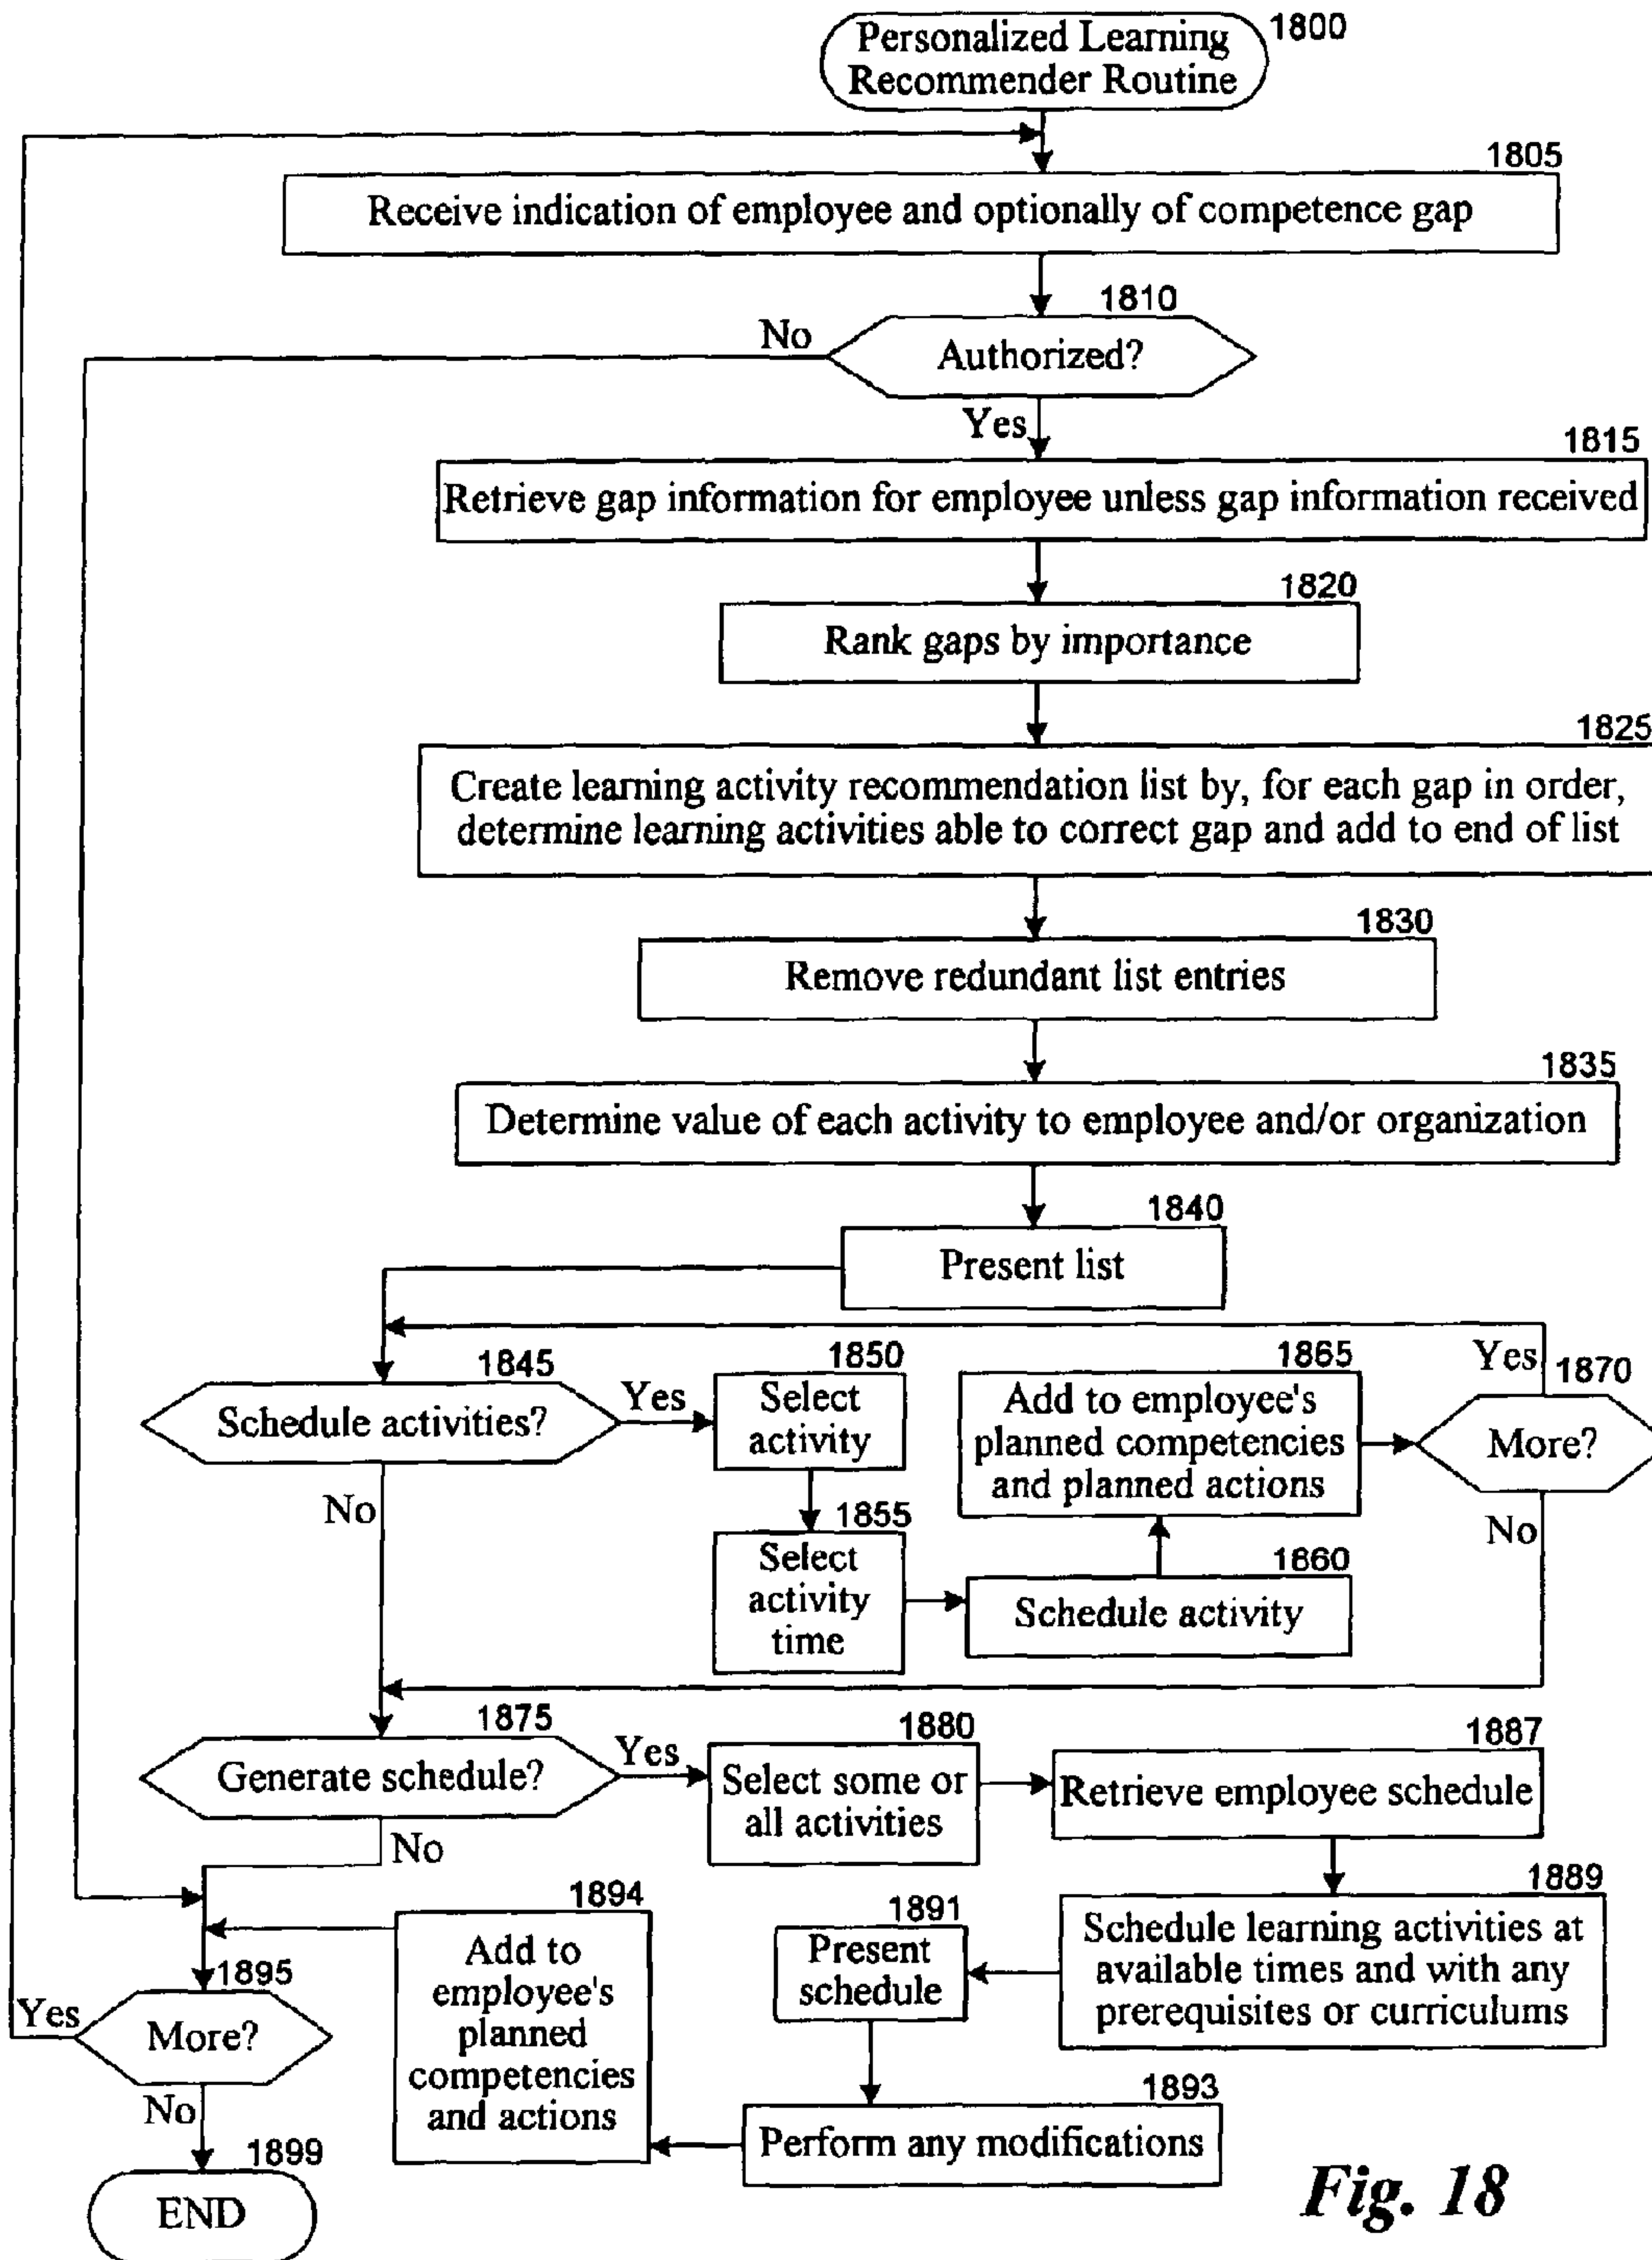 Personalized Learning
Recommender Routine
1800
1805
Receive indication of employee and optionally of competence gap
1810
No
Authorized?
Yes
1815
Retrieve gap information for employee unless gap information received
1820
Rank gaps by importance
1825
Create learning activity recommendation list by, for each gap in order,
determine learning activities able to correct gap and add to end of list
1830
Remove redundant list entries
1835
Determine value of each activity to employee and/or organization
1840
Present list
1845
Schedule activities?
Yes
No
1850
Select
activity
1855
Select
activity
time
1860
Schedule activity
1865
Add to employee's
planned competencies
and planned actions
Yes
1870
More?
No
1875
Generate schedule?
Yes
No
1880
Select some or
all activities
1887
Retrieve employee schedule
1889
Schedule learning activities at
available times and with any
prerequisites or curriculums
1891
Present
schedule
1893
Perform any modifications
1894
Add to
employee's
planned
competencies
and actions
1895
Yes
More?
No
1899
END
Fig. 18